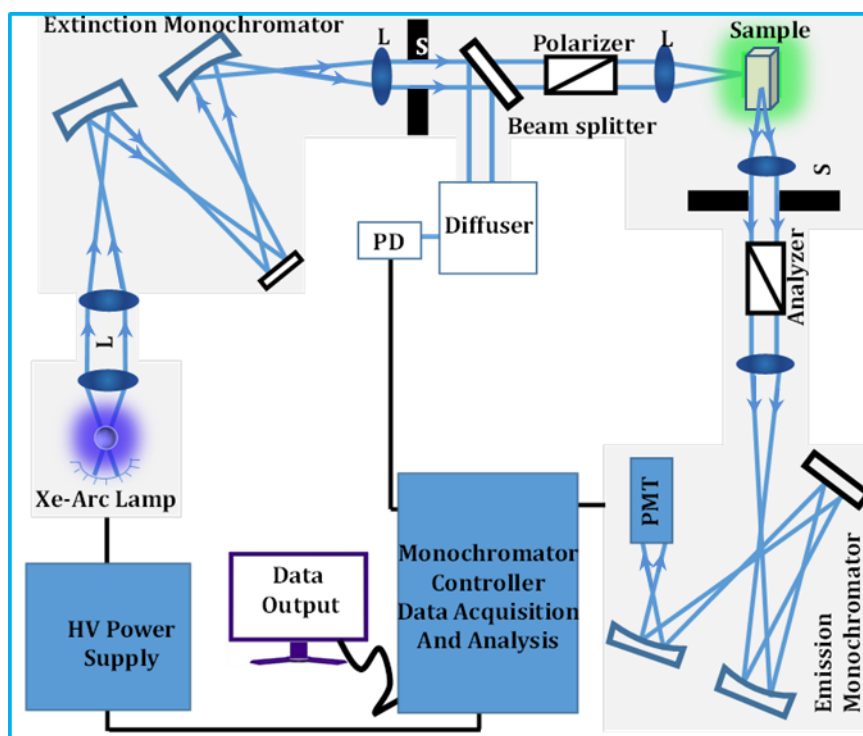 Extinction Monochromator
L
S
Polarizer
L
Sample
Beam splitter
S
Diffuser
PD
Analyzer
L
Xe-Arc Lamp
PMT
HV Power
Supply
Data
Output
Monochromator
Controller
Data Acquisition
And Analysis
Emission
Monochromator